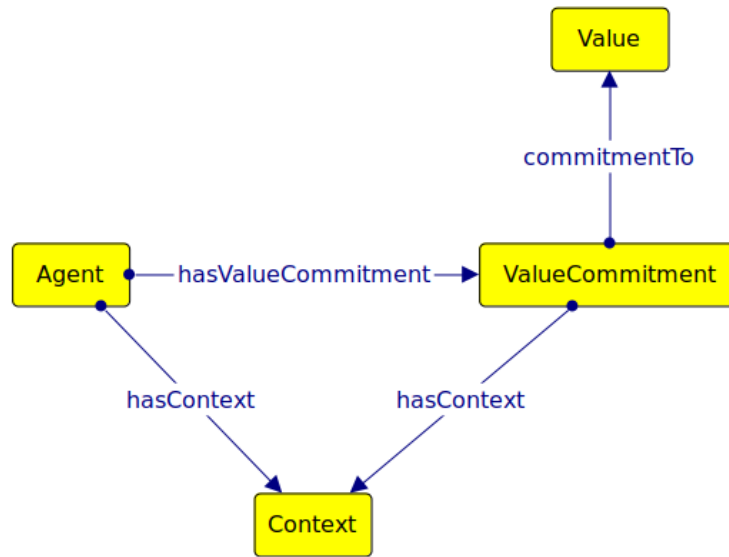 Value
commitmentTo
Agent
hasValueCommitment
ValueCommitment
hasContext
hasContext
Context